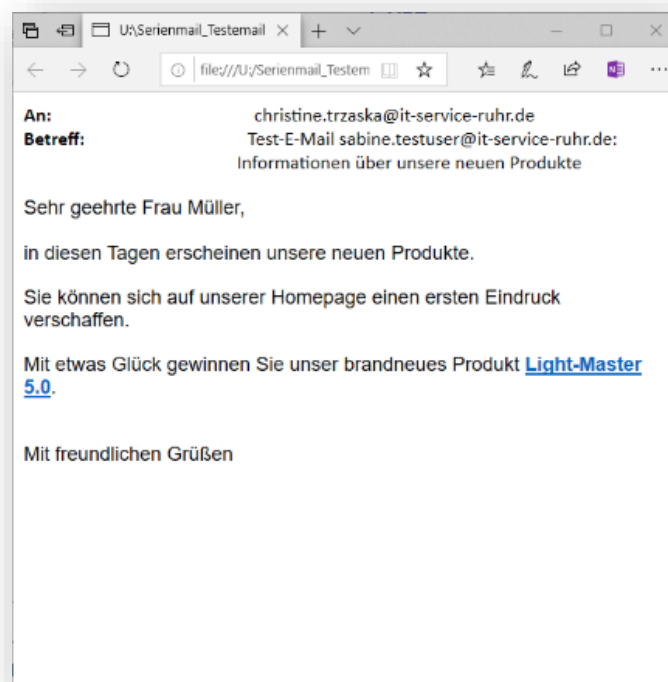 U:\Serienmail_Testemail
file:///U:/Serienmail_Testem
An: christine.trzaska@it-service-ruhr.de
Betreff: Test-E-Mail sabine.testuser@it-service-ruhr.de:
Informationen über unsere neuen Produkte
Sehr geehrte Frau Müller,
in diesen Tagen erscheinen unsere neuen Produkte.
Sie können sich auf unserer Homepage einen ersten Eindruck
verschaffen.
Mit etwas Glück gewinnen Sie unser brandneues Produkt Light-Master
5.0.
Mit freundlichen Grüßen